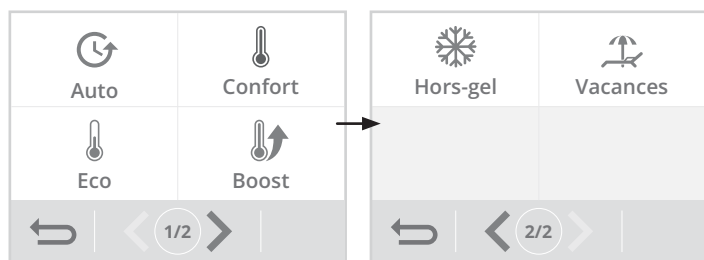 Auto
Confort
Eco
Boost
1/2
Hors-gel
Vacances
2/2